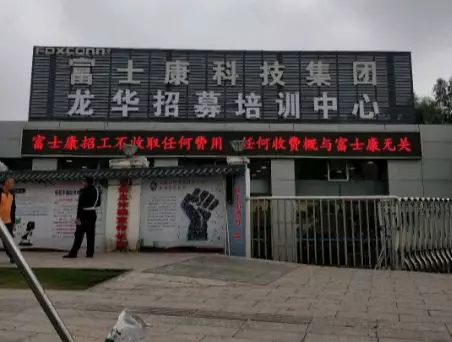 FOXCONN
富士康科技集团
龙华招募培训中心
富士康招工不收取任何费用 任何收费概与富士康无关